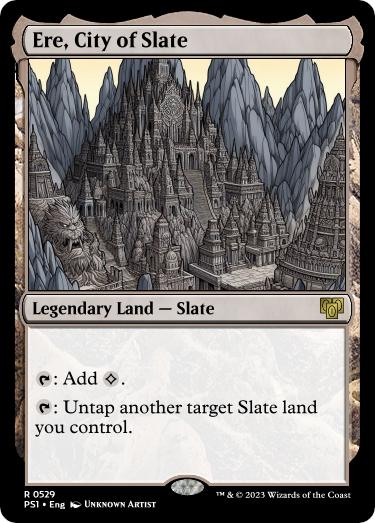 Ere, City of Slate
Legendary Land — Slate
: Add .
: Untap another target Slate land
you control.
R 0529
PS1 • Eng Unknown Artist
™ & © 2023 Wizards of the Coast